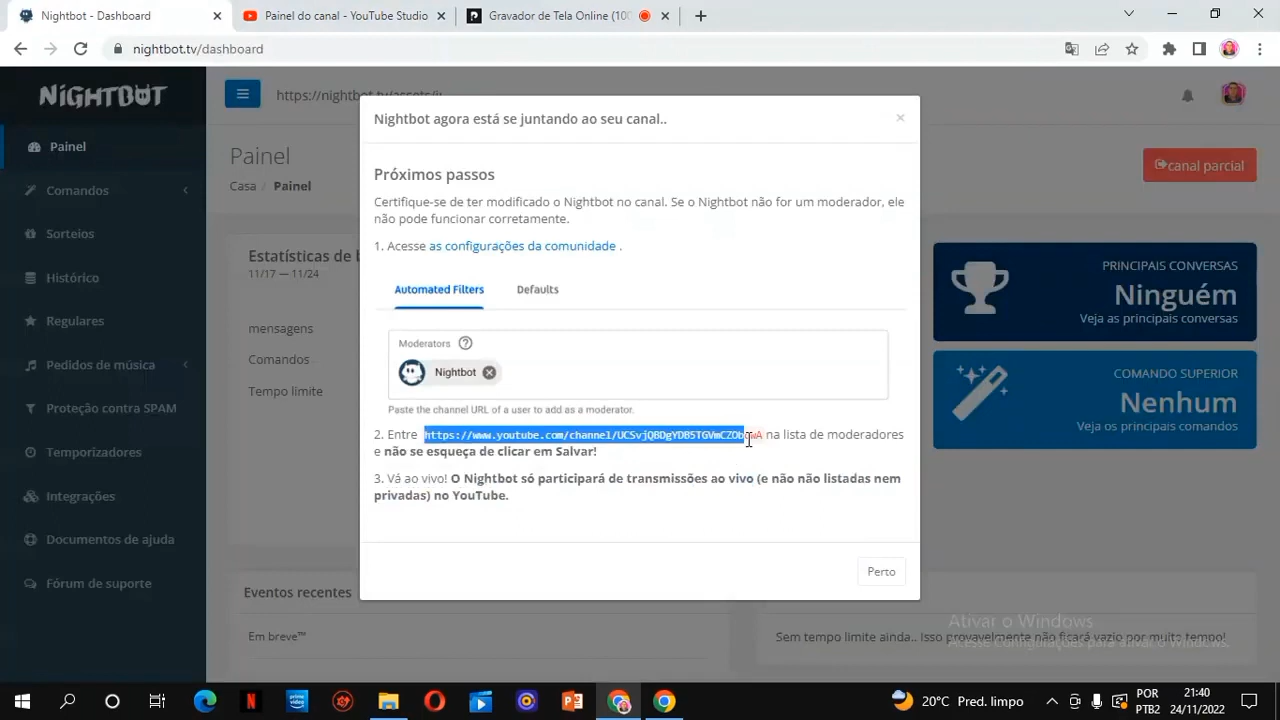 Nightbot - Dashboard
Painel do canal - YouTube Studio
Gravador de Tela Online (100
nightbot.tv/dashboard
NIGHTBOT
Painel
Comandos
Sorteios
Histórico
Regulares
Pedidos de música
Proteção contra SPAM
Temporizadores
Integrações
Documentos de ajuda
Fórum de suporte
Painel
Casa / Painel
canal parcial
Estatísticas de b
11/17 — 11/24
mensagens
Comandos
Tempo limite
Nightbot agora está se juntando ao seu canal..
Próximos passos
Certifique-se de ter modificado o Nightbot no canal. Se o Nightbot não for um moderador, ele
não pode funcionar corretamente.
1. Acesse as configurações da comunidade .
Automated Filters
Defaults
Moderators
Nightbot
Paste the channel URL of a user to add as a moderator.
2. Entre https://www.youtube.com/channel/ na lista de moderadores
e não se esqueça de clicar em Salvar!
3. Vá ao vivo! O Nightbot só participará de transmissões ao vivo (e não não listadas nem
privadas) no YouTube.
Perto
PRINCIPAIS CONVERSAS
Ninguém
Veja as principais conversas
COMANDO SUPERIOR
Nenhum
Veja os principais comandos
Eventos recentes
Em breve™
Sem tempo limite ainda.. Isso provavelmente não ficará vazio por muito tempo!
Ativar o Windows
Acesse Configurações para ativar o Windows.
20°C Pred. limpo
POR
PTB2
21:40
24/11/2022